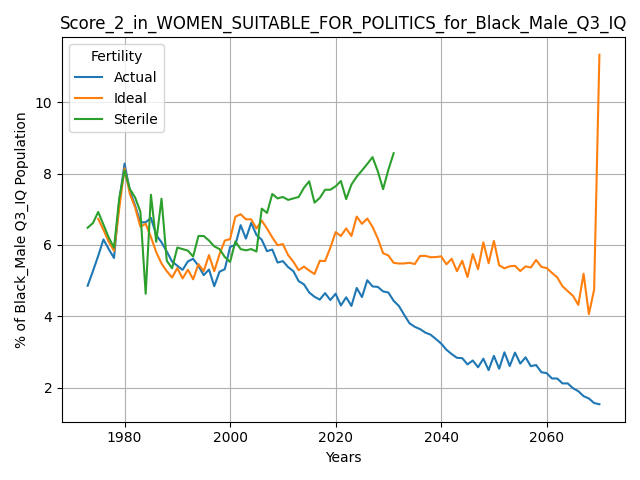 Score_2_in_WOMEN_SUITABLE_FOR_POLITICS_for_Black_Male_Q3_IQ
Fertility
Actual
Ideal
Sterile
% of Black_Male Q3_IQ Population
10
8
6
4
2
1980 2000 2020 2040 2060
Years